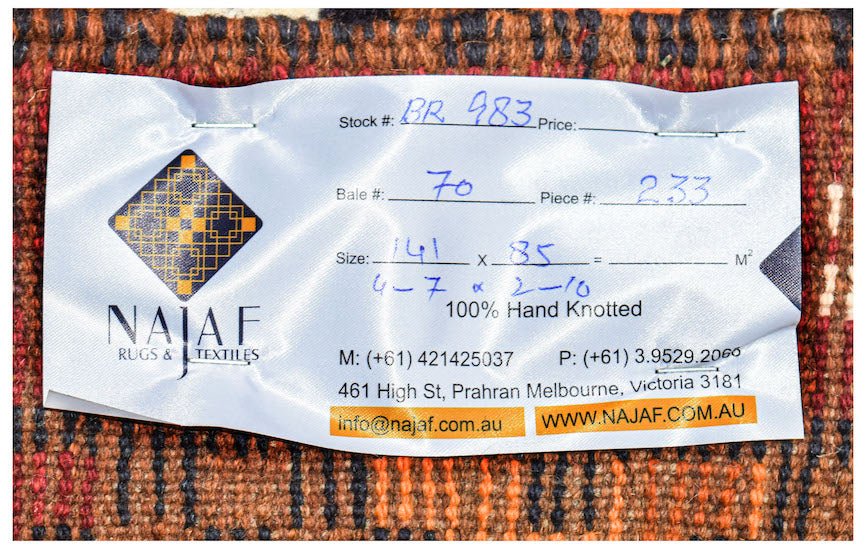 Stock #: BR 983 Price:
Bale #: 70 Piece #: 233
Size: 141 x 85 = M²
4-7 x 2-10
100% Hand Knotted
NAJAF
RUGS & TEXTILES
M: (+61) 421425037 P: (+61) 3.9529.2069
461 High St, Prahran Melbourne, Victoria 3181
info@najaf.com.au WWW.NAJAF.COM.AU